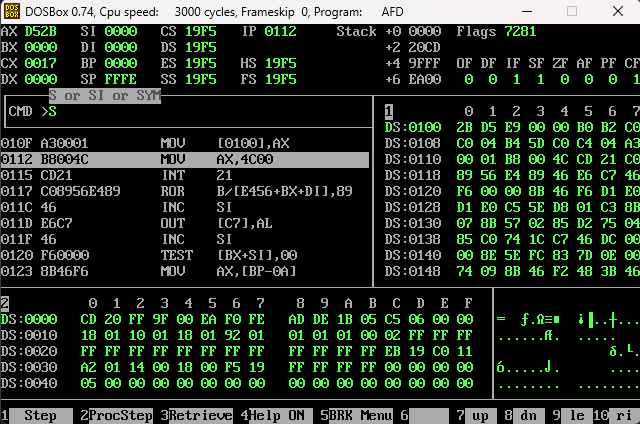 DOSBox 0.74, Cpu speed: 3000 cycles, Frameskip 0, Program: AFD
AX D52B SI 0000 CS 19F5 IP 0112 Stack +0 0000 Flags 7281
BX 0000 DI 0000 DS 19F5 +2 20CD
CX 0017 BP 0000 ES 19F5 HS 19F5 +4 9FFF OF DF IF SF ZF AF PF CF
DX 0000 SP FFFE SS 19F5 FS 19F5 +6 EA00 0 0 1 1 0 0 0 1
S or SI or SYM
CMD >S
1 0 1 2 3 4 5 6 7
DS:0100 2B D5 E9 00 00 B0 B2 C0
010F A30001 MOV [0100],AX DS:0108 C0 04 B4 5D C0 C4 04 A3
0112 B8004C MOV AX,4C00 DS:0110 00 01 B8 00 4C CD 21 C0
0115 CD21 INT 21 DS:0118 89 56 E4 89 46 E6 C7 46
0117 C08956E489 ROR B/[E456+BX+DI],89 DS:0120 F6 00 00 8B 46 F6 D1 E0
011C 46 INC SI DS:0128 D1 E0 C5 5E D8 01 C3 8B
011D E6C7 OUT [C7],AL DS:0130 07 8B 57 02 85 D2 75 04
011F 46 INC SI DS:0138 85 C0 74 1C C7 46 DC 00
0120 F60000 TEST [BX+SI],00 DS:0140 00 8E 5E FC 83 7D 0E 00
0123 8B46F6 MOV AX,[BP-0A] DS:0148 74 09 8B 46 F2 48 3B 46
2 0 1 2 3 4 5 6 7 8 9 A B C D E F
DS:0000 CD 20 FF 9F 00 EA F0 FE AD DE 1B 05 C5 06 00 00 = ƒ.Ω≡■ ¡▐..┼...
DS:0010 18 01 10 01 18 01 92 01 01 01 01 00 02 FF FF FF ......Æ. .....
DS:0020 FF FF FF FF FF FF FF FF FF FF FF FF EB 19 C0 11 δ.└.
DS:0030 A2 01 14 00 18 00 F5 19 FF FF FF FF 00 00 00 00 ó.....⌡. ....
DS:0040 05 00 00 00 00 00 00 00 00 00 00 00 00 00 00 00 ........ ........
1 Step 2 ProcStep 3 Retrieve 4 Help ON 5 BRK Menu 6 7 up 8 dn 9 le 10 ri